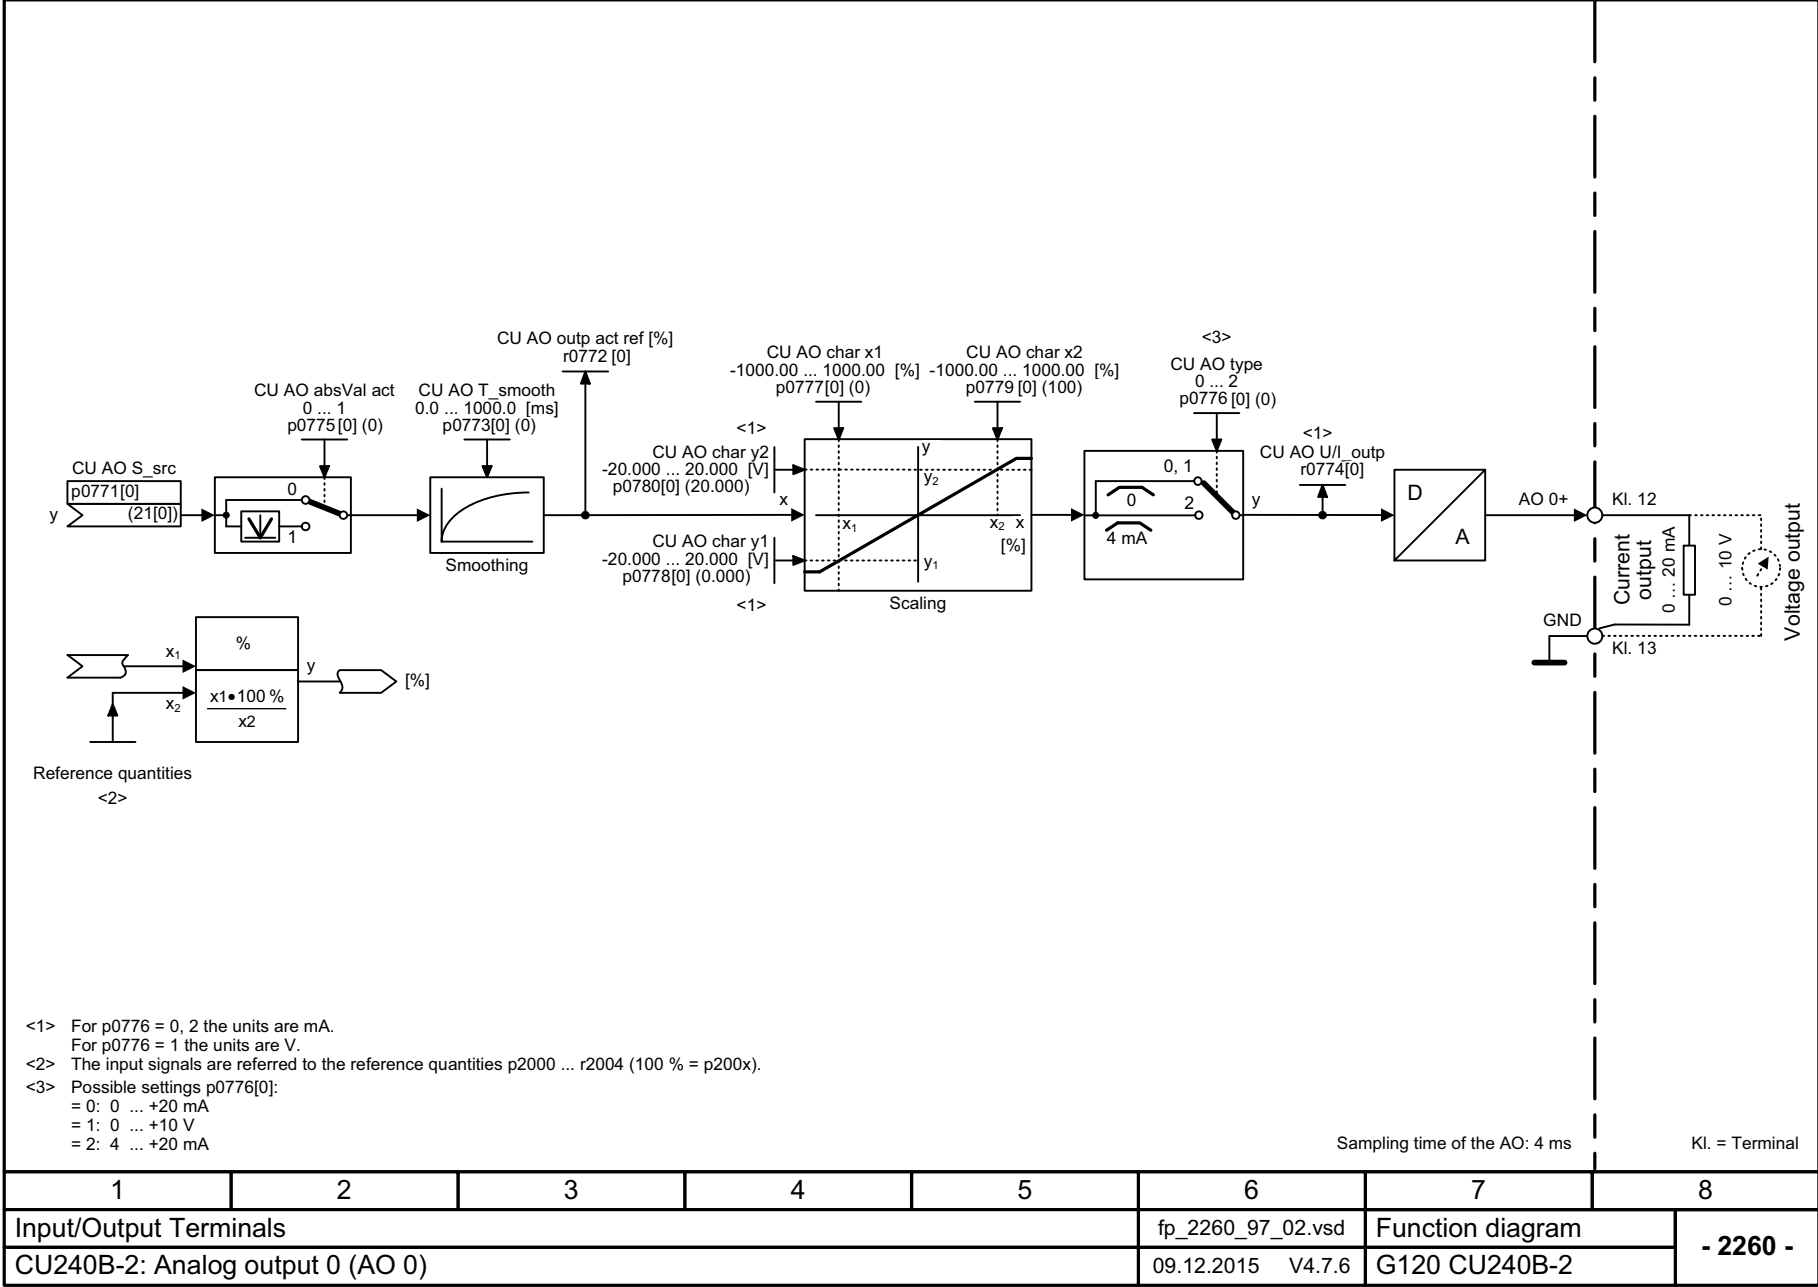 CU AO outp act ref [%]
r0772 [0]
CU AO char x1
-1000.00 ... 1000.00 [%]
p0777[0] (0)
CU AO char x2
-1000.00 ... 1000.00 [%]
p0779 [0] (100)
<3>
CU AO type
0 ... 2
p0776 [0] (0)
CU AO absVal act
0 ... 1
p0775 [0] (0)
CU AO T_smooth
0.0 ... 1000.0 [ms]
p0773[0] (0)
<1>
CU AO char y2
-20.000 ... 20.000 [V]
p0780[0] (20.000)
<1>
CU AO U/I_outp
r0774[0]
CU AO S_src
p0771[0]
(21[0])
y
0
1
Smoothing
x
CU AO char y1
-20.000 ... 20.000 [V]
p0778[0] (0.000)
<1>
y
y2
x1
x2 x
[%]
y1
Scaling
0, 1
0
2
4 mA
y
D
A
AO 0+
Kl. 12
Current
output
0 ... 20 mA
0 ... 10 V
Voltage output
GND
Kl. 13
x1
x2
%
x1•100 %
x2
y
[%]
Reference quantities
<2>
<1> For p0776 = 0, 2 the units are mA.
For p0776 = 1 the units are V.
<2> The input signals are referred to the reference quantities p2000 ... r2004 (100 % = p200x).
<3> Possible settings p0776[0]:
= 0: 0 ... +20 mA
= 1: 0 ... +10 V
= 2: 4 ... +20 mA
Sampling time of the AO: 4 ms
Kl. = Terminal
1 2 3 4 5 6 7 8
Input/Output Terminals
fp_2260_97_02.vsd
Function diagram
- 2260 -
CU240B-2: Analog output 0 (AO 0)
09.12.2015 V4.7.6
G120 CU240B-2